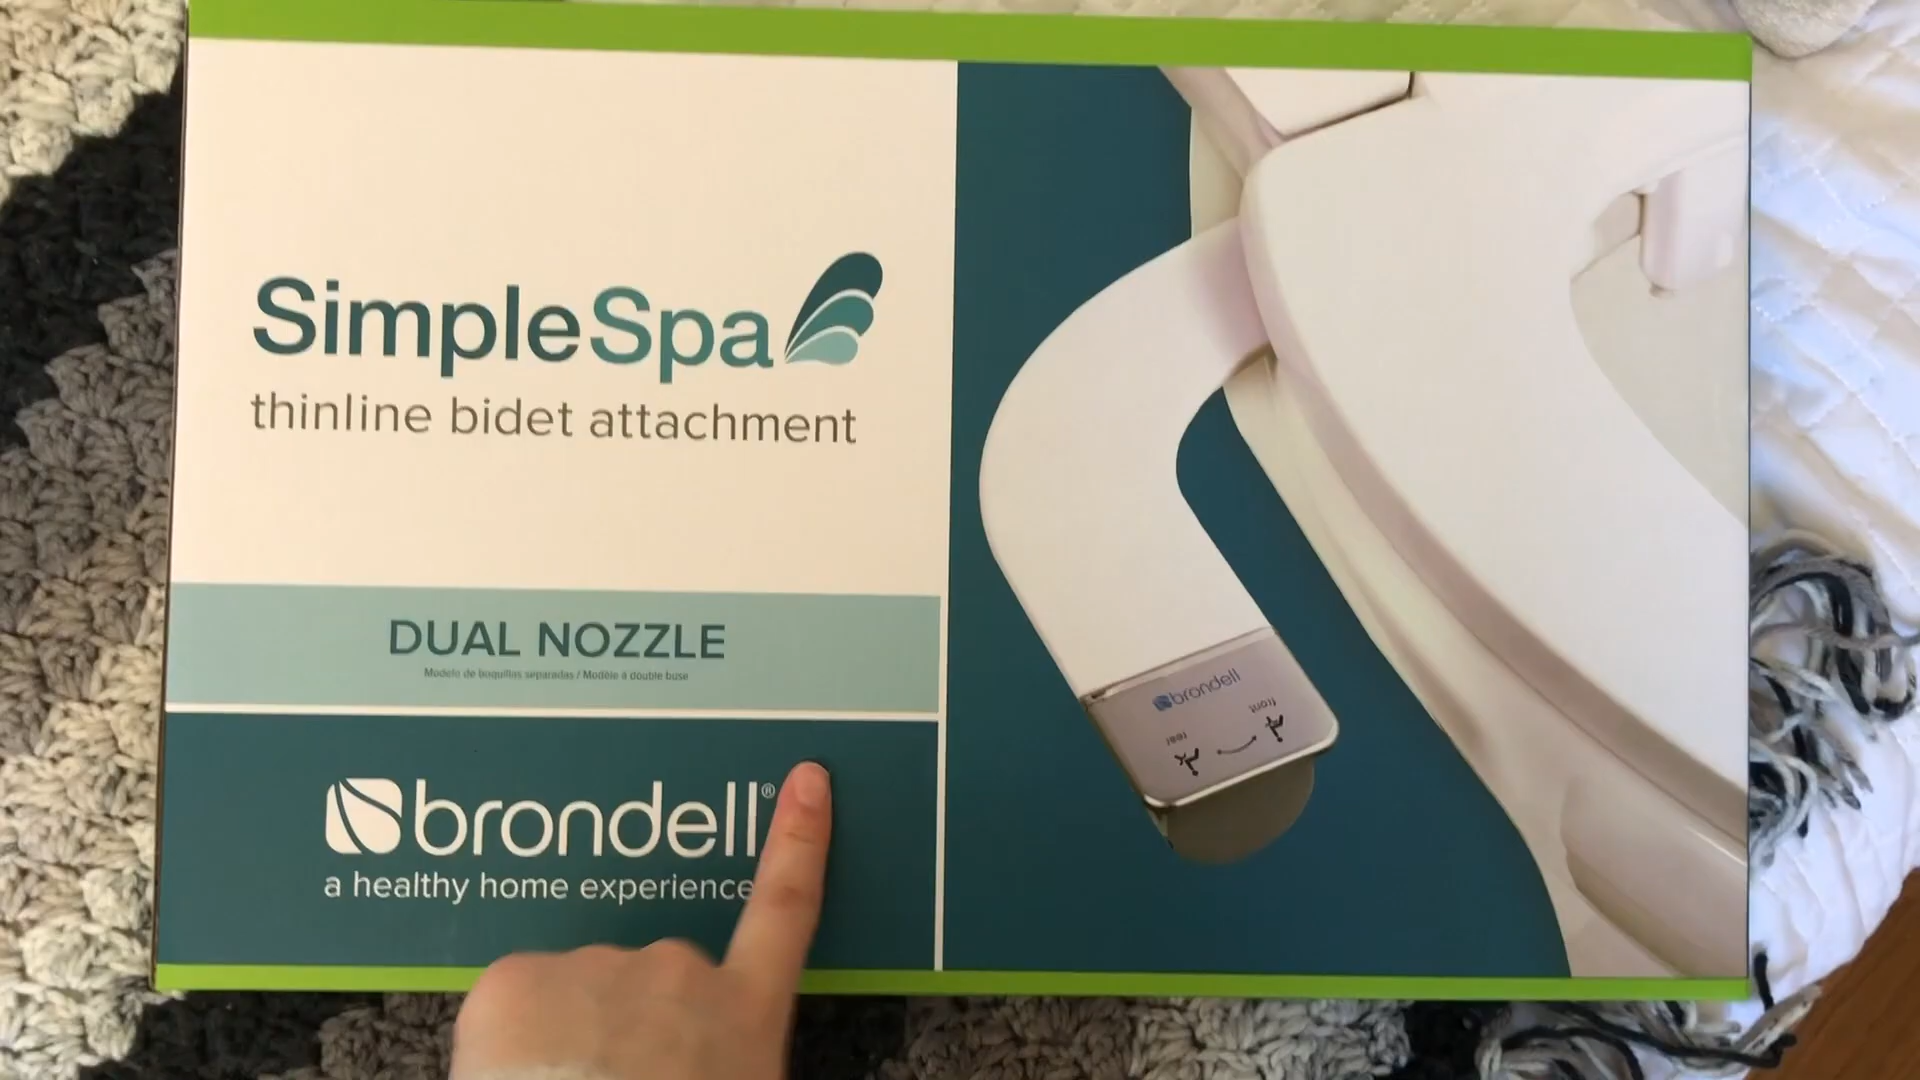 SimpleSpa
thinline bidet attachment
DUAL NOZZLE
Modelo de boquillas separadas / Modèle à double buse
brondell®
a healthy home experience
brondell
front
rear